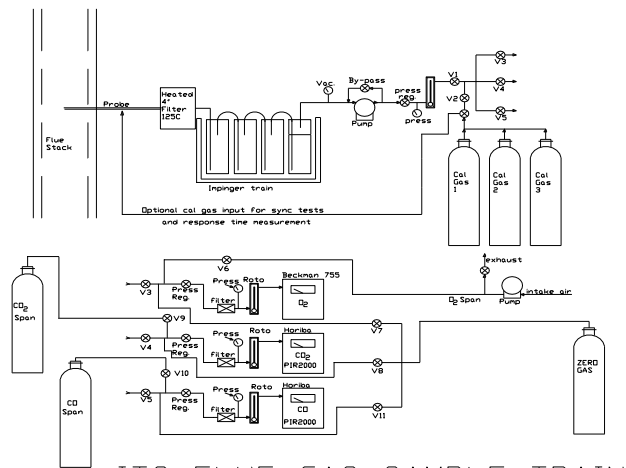 Flue
Stack
Probe
Heated
4"
Filter
125C
Impinger train
Vac.
By-pass
Pump
press
reg.
press
V1
V2
V3
V4
V5
Cal
Gas
1
Cal
Gas
2
Cal
Gas
3
Optional cal gas input for sync tests
and response time measurement
CO2
Span
V3
Press
Reg.
V6
Press
filter
Roto
Beckman 755
O2
exhaust
O2 Span
Pump
intake air
V9
V4
Press
Reg.
Press
filter
Roto
Horiba
CO2
PIR2000
V7
V8
ZERO
GAS
CO
Span
V10
V5
Press
Reg.
Press
filter
Roto
Horiba
CO
PIR2000
V11